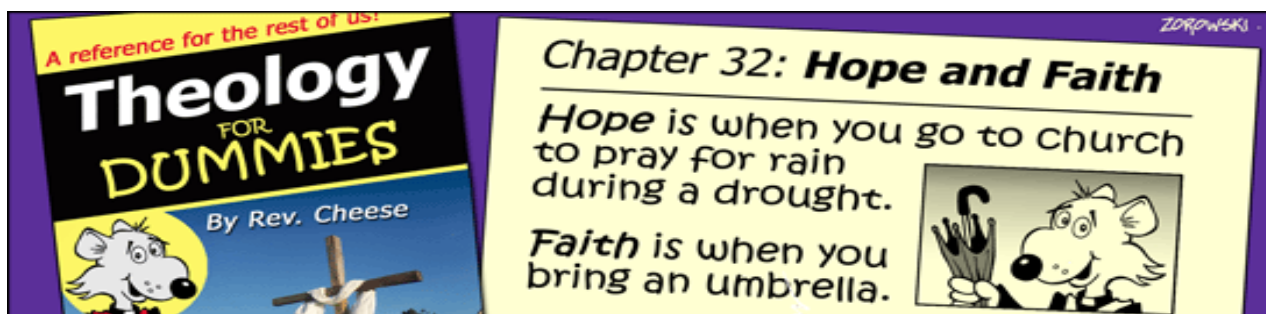 A reference for the rest of us!
Theology
FOR
DUMMIES
By Rev. Cheese
ZOROWSKI
Chapter 32: Hope and Faith
Hope is when you go to church
to pray for rain
during a drought.
Faith is when you
bring an umbrella.